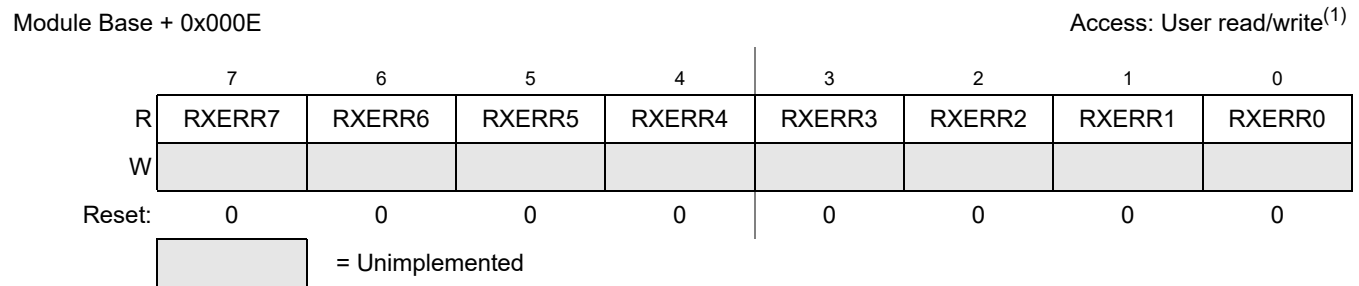 Module Base + 0x000E Access: User read/write(1)
7 6 5 4 3 2 1 0
R RXERR7 RXERR6 RXERR5 RXERR4 RXERR3 RXERR2 RXERR1 RXERR0
W
Reset: 0 0 0 0 0 0 0 0
= Unimplemented